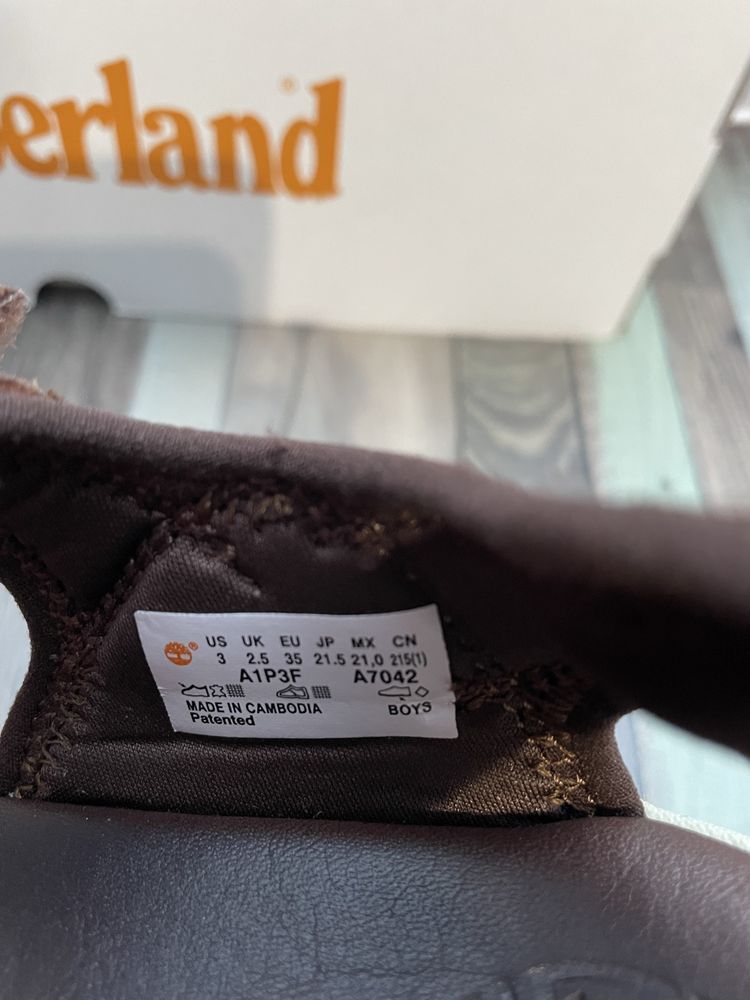 erland
US UK EU JP MX CN
3 2.5 35 21.5 21,0 215(1)
A1P3F A7042
MADE IN CAMBODIA BOYS
Patented